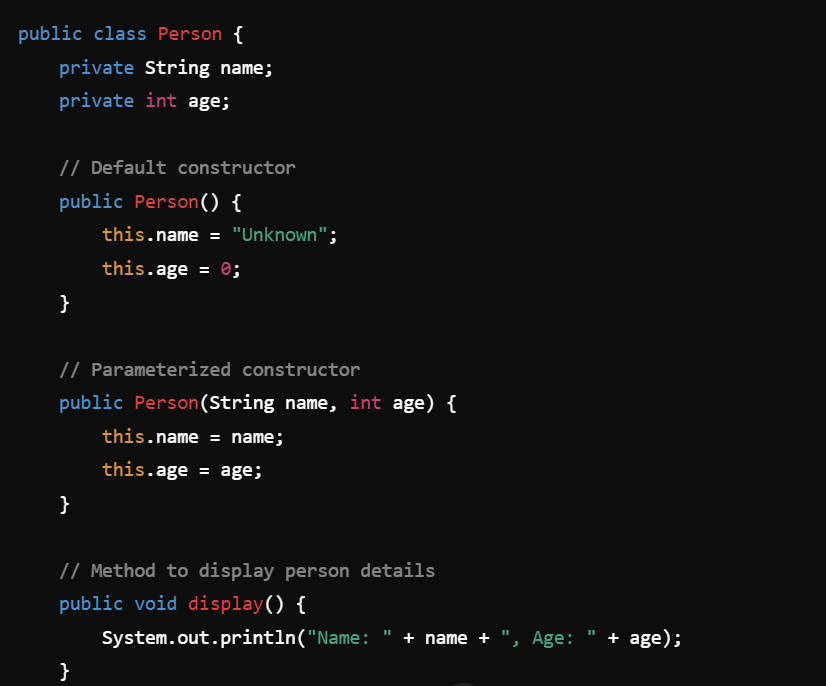 public class Person {
    private String name;
    private int age;

    // Default constructor
    public Person() {
        this.name = "Unknown";
        this.age = 0;
    }

    // Parameterized constructor
    public Person(String name, int age) {
        this.name = name;
        this.age = age;
    }

    // Method to display person details
    public void display() {
        System.out.println("Name: " + name + ", Age: " + age);
    }